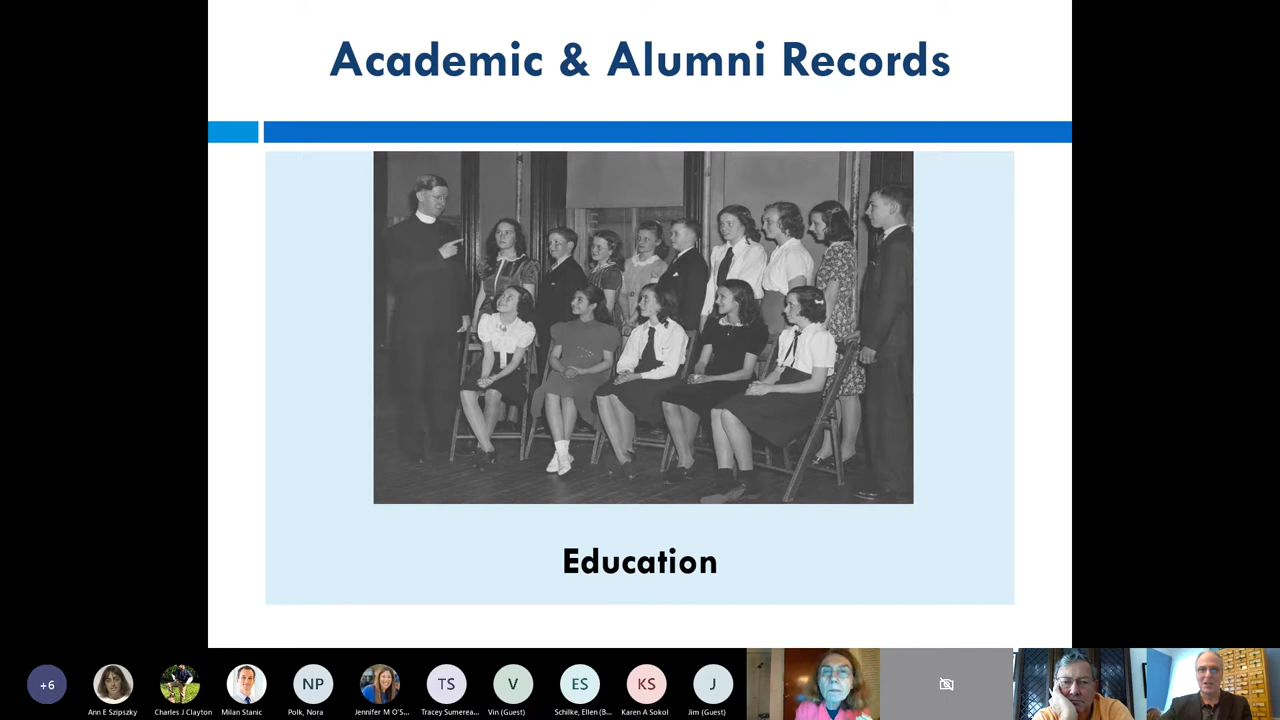 Academic & Alumni Records
Education
+6
NP
TS
V
ES
KS
J
Ann E Szipszky
Charles J Clayton
Milan Stanic
Polk, Nora
Jennifer M O'S...
Tracey Sumerea...
Vin (Guest)
Schilke, Ellen (B...
Karen A Sokol
Jim (Guest)